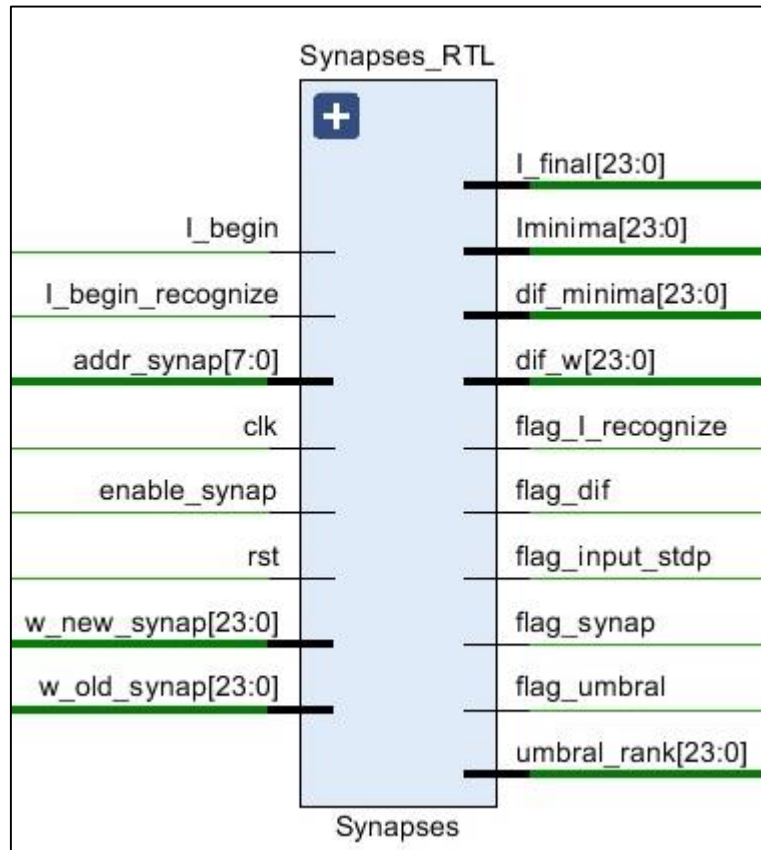 Synapses_RTL
I_begin
I_begin_recognize
addr_synap[7:0]
clk
enable_synap
rst
w_new_synap[23:0]
w_old_synap[23:0]
I_final[23:0]
Iminima[23:0]
dif_minima[23:0]
dif_w[23:0]
flag_I_recognize
flag_dif
flag_input_stdp
flag_synap
flag_umbral
umbral_rank[23:0]
Synapses